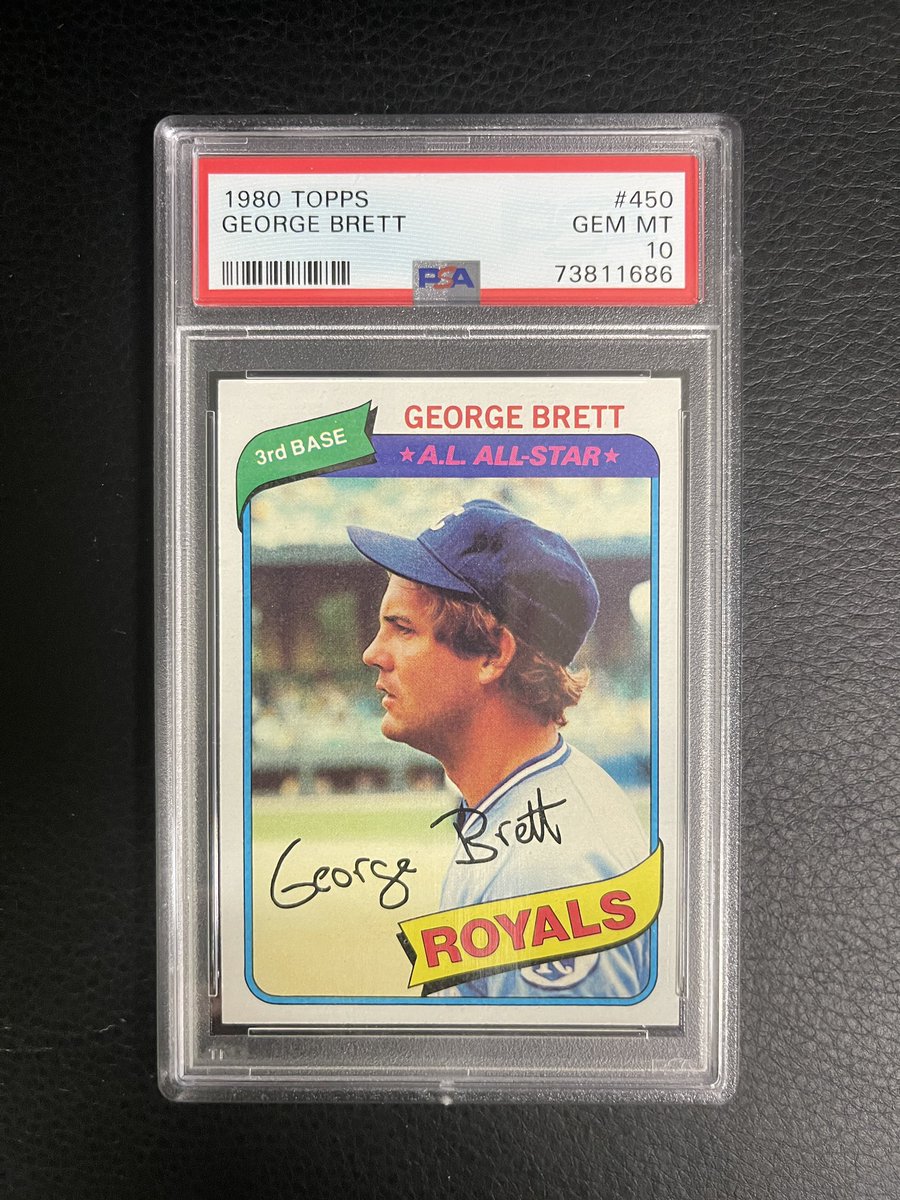 1980 TOPPS #450
GEORGE BRETT GEM MT
10
PSA 73811686
GEORGE BRETT
3rd BASE
★A.L. ALL-STAR★
George Brett
ROYALS